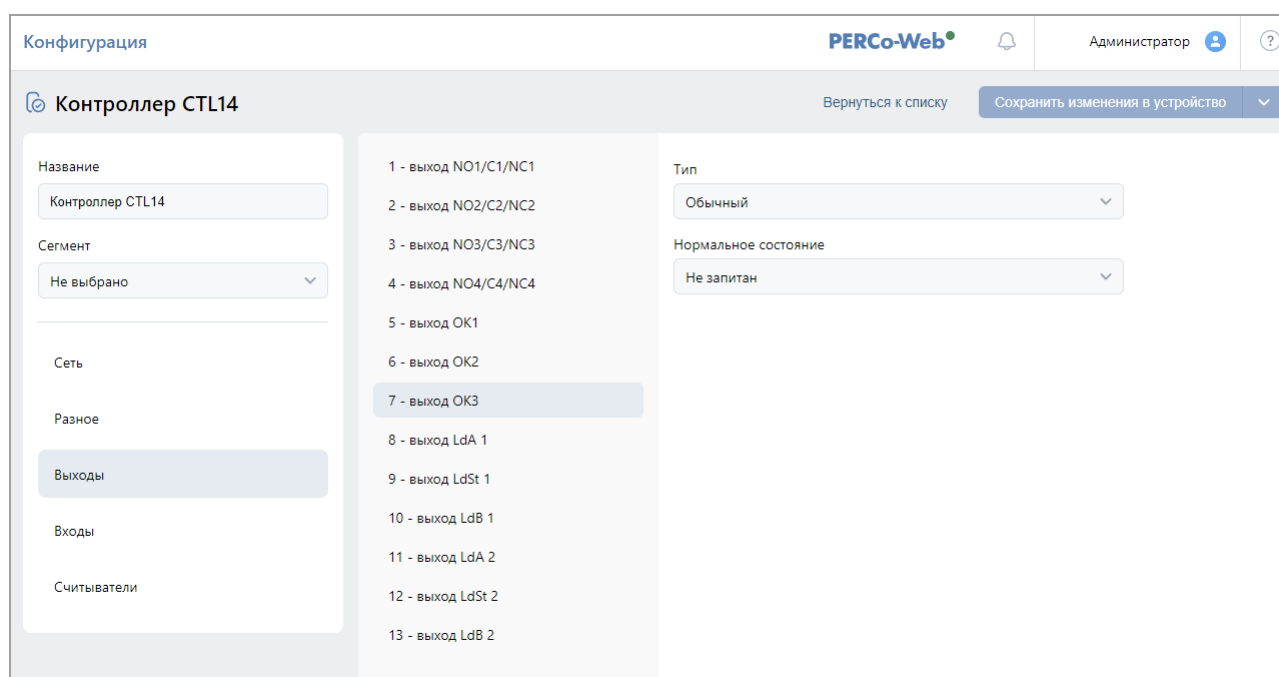 Конфигурация
PERCo-Web
Администратор
?
Контроллер CTL14
Вернуться к списку
Сохранить изменения в устройство
Название
Контроллер CTL14
Сегмент
Не выбрано
Сеть
Разное
Выходы
Входы
Считыватели
1 - выход NO1/C1/NC1
2 - выход NO2/C2/NC2
3 - выход NO3/C3/NC3
4 - выход NO4/C4/NC4
5 - выход OK1
6 - выход OK2
7 - выход OK3
8 - выход LdA 1
9 - выход LdSt 1
10 - выход LdB 1
11 - выход LdA 2
12 - выход LdSt 2
13 - выход LdB 2
Тип
Обычный
Нормальное состояние
Не запитан